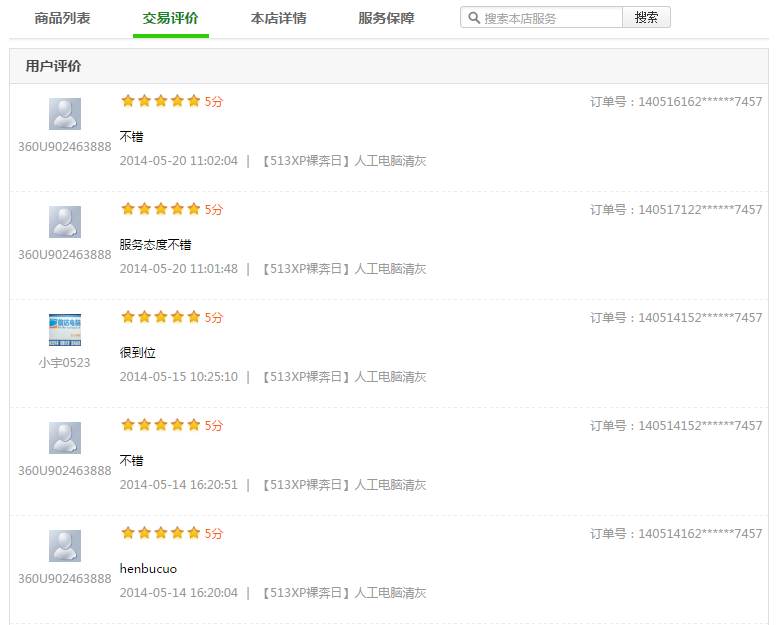 商品列表 交易评价 本店详情 服务保障 搜索本店服务 搜索
用户评价
5分 订单号：140516162******7457
不错
360U902463888
2014-05-20 11:02:04 | 【513XP裸奔日】人工电脑清灰
5分 订单号：140517122******7457
服务态度不错
360U902463888
2014-05-20 11:01:48 | 【513XP裸奔日】人工电脑清灰
5分 订单号：140514152******7457
很到位
小宇0523
2014-05-15 10:25:10 | 【513XP裸奔日】人工电脑清灰
5分 订单号：140514152******7457
不错
360U902463888
2014-05-14 16:20:51 | 【513XP裸奔日】人工电脑清灰
5分 订单号：140514162******7457
henbucuo
360U902463888
2014-05-14 16:20:04 | 【513XP裸奔日】人工电脑清灰